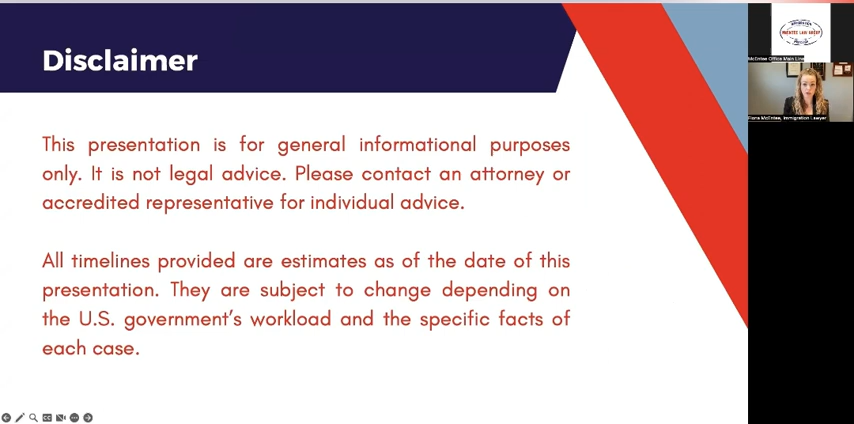 Disclaimer
This presentation is for general informational purposes
only. It is not legal advice. Please contact an attorney or
accredited representative for individual advice.
All timelines provided are estimates as of the date of this
presentation. They are subject to change depending on
the U.S. government’s workload and the specific facts of
each case.
MCENTEE LAW GROUP
McEntee Office Main Line
Fiona McEntee, Immigration Lawyer